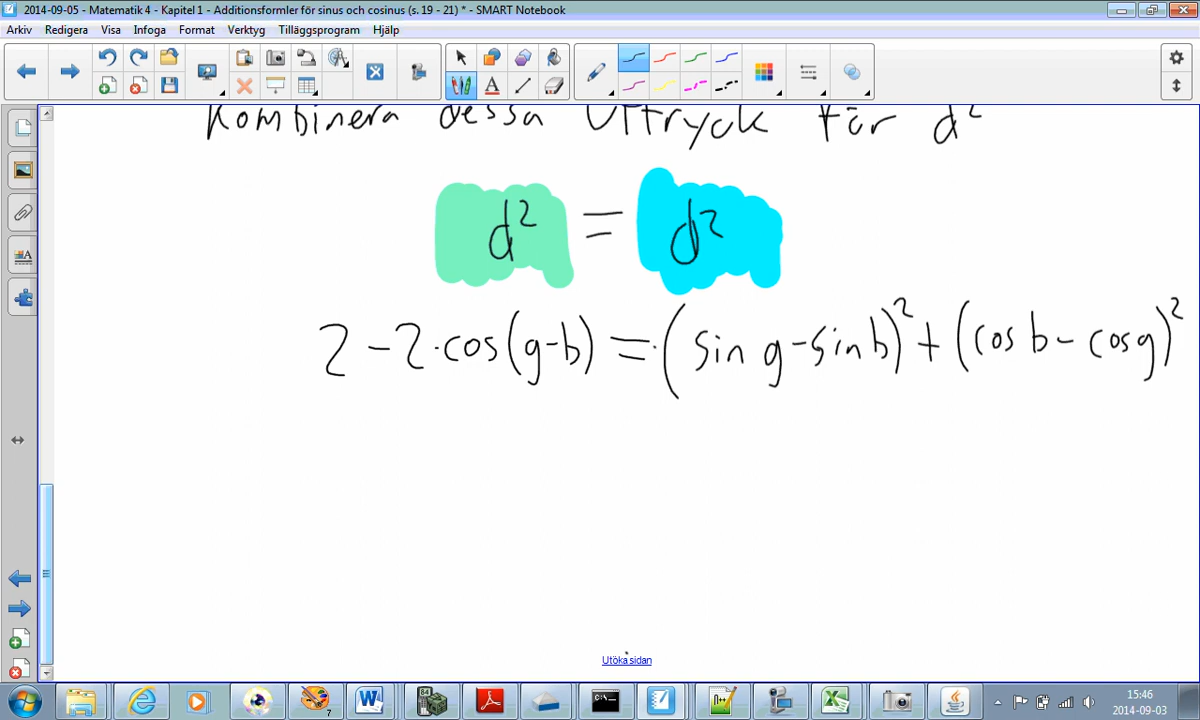 2014-09-05 - Matematik 4 - Kapitel 1 - Additionsformler för sinus och cosinus (s. 19 - 21) * - SMART Notebook
Arkiv Redigera Visa Infoga Format Verktyg Tilläggsprogram Hjälp
Kombinera dessa Uttryck för d²
d² = d²
2 - 2·cos(g-b) = (sin g - sin b)² + (cos b - cos g)²
Utöka sidan
15:46
2014-09-03